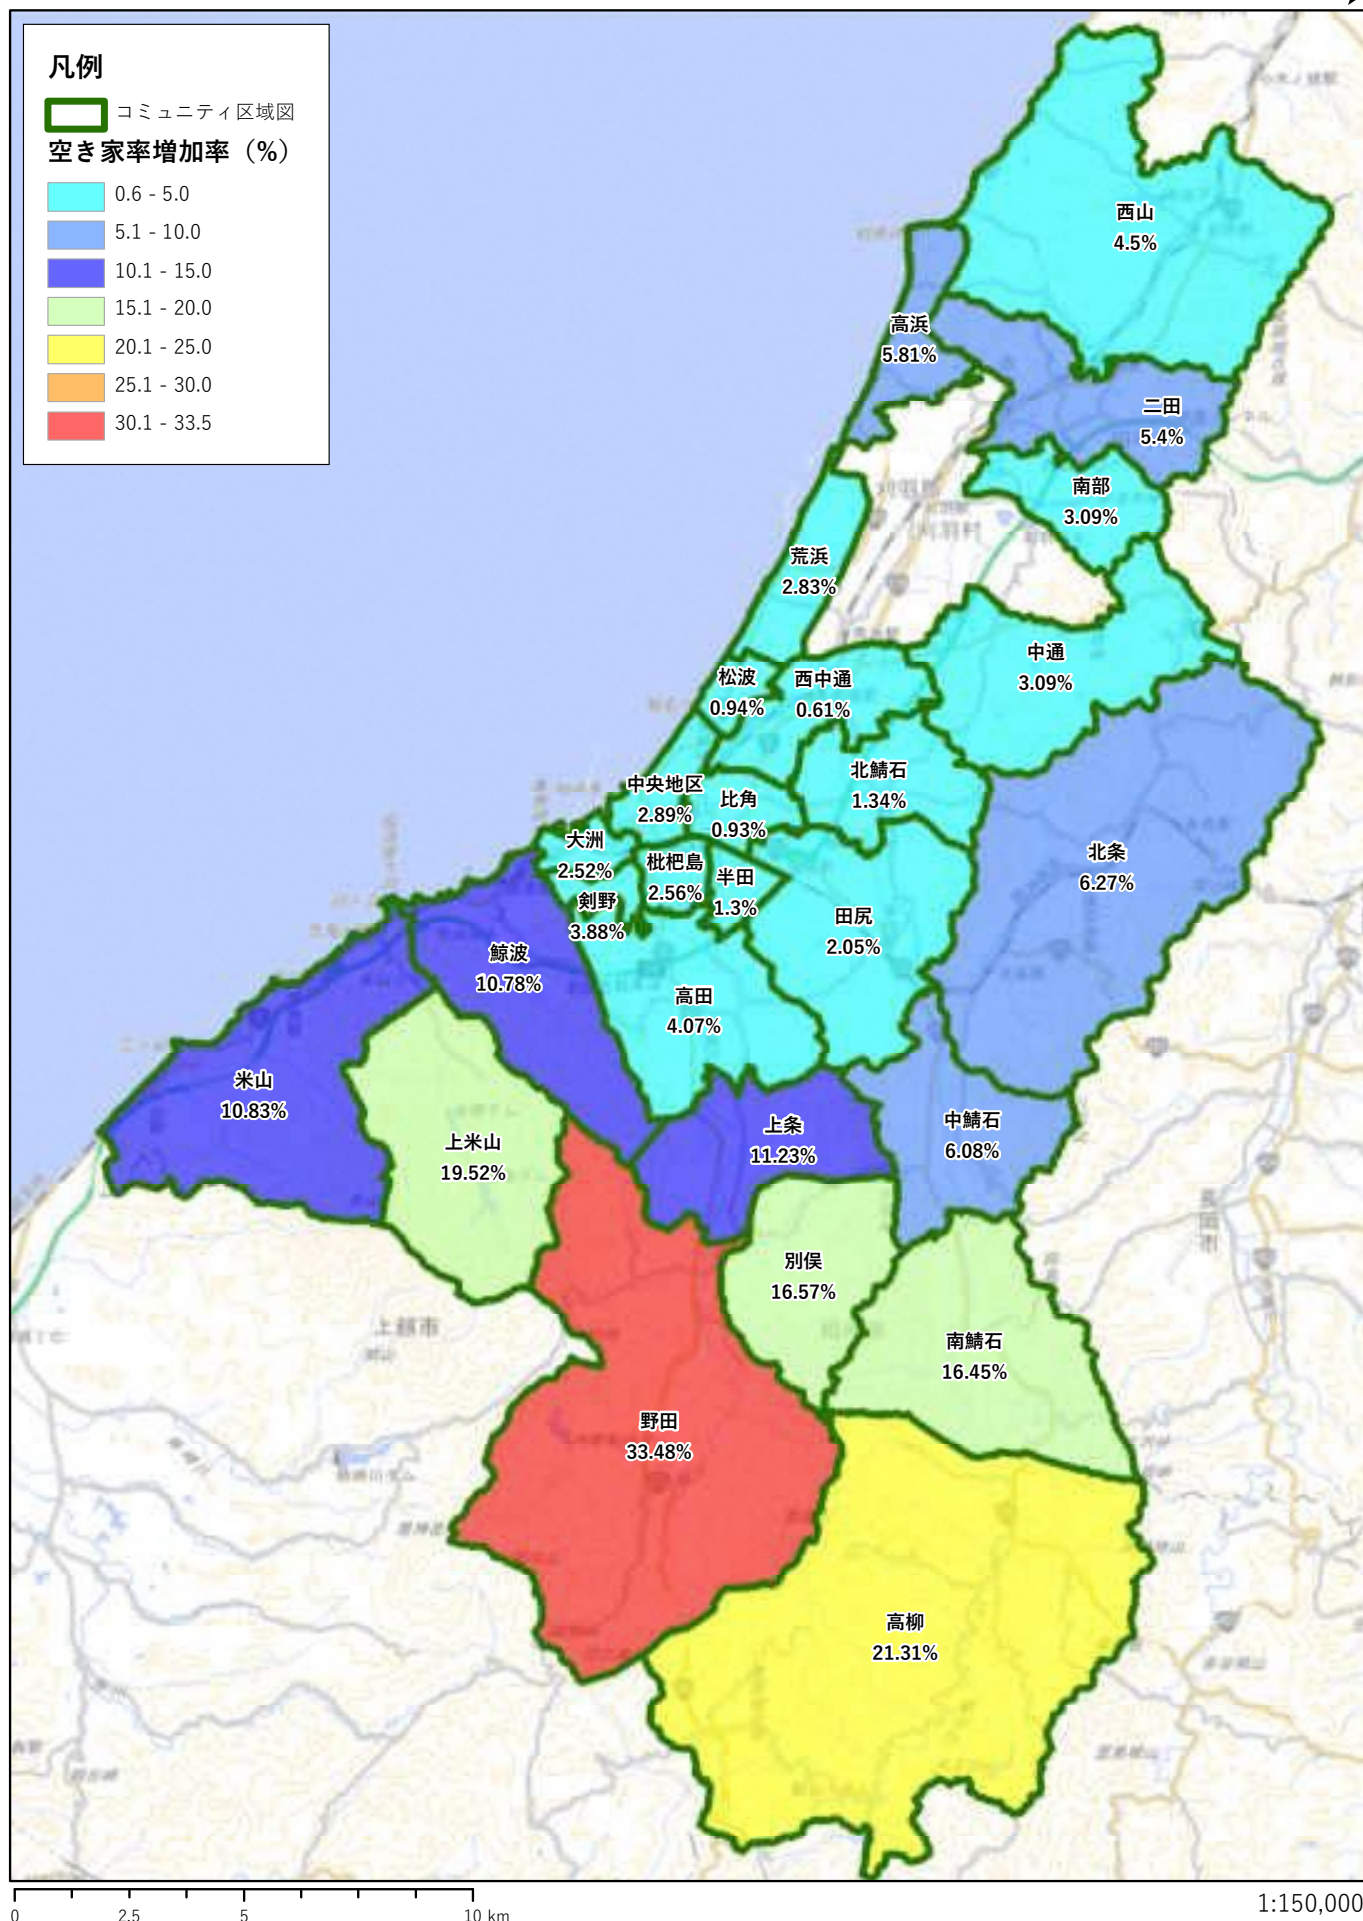 凡例
コミュニティ区域図
空き家率増加率（%）
0.6 - 5.0
5.1 - 10.0
10.1 - 15.0
15.1 - 20.0
20.1 - 25.0
25.1 - 30.0
30.1 - 33.5
西山
4.5%
高浜
5.81%
二田
5.4%
南部
3.09%
刈羽村
荒浜
2.83%
中通
3.09%
松波
0.94%
西中通
0.61%
北鯖石
1.34%
中央地区
2.89%
比角
0.93%
大洲
2.52%
枇杷島
2.56%
半田
1.3%
北条
6.27%
剣野
3.88%
田尻
2.05%
鯨波
10.78%
高田
4.07%
米山
10.83%
上米山
19.52%
上条
11.23%
中鯖石
6.08%
別俣
16.57%
上越市
南鯖石
16.45%
野田
33.48%
高柳
21.31%
0
2.5
5
10 km
1:150,000